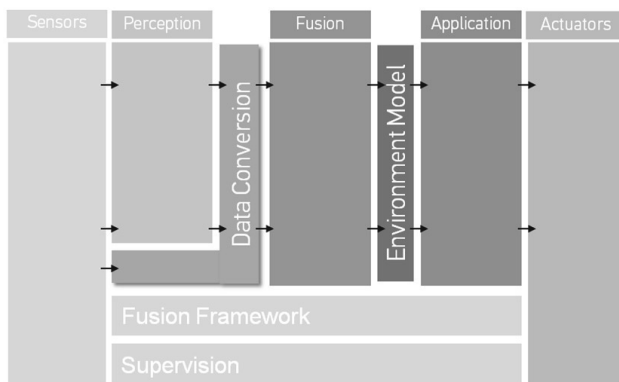 Sensors
Perception
Fusion
Application
Actuators
Data Conversion
Environment Model
Fusion Framework
Supervision